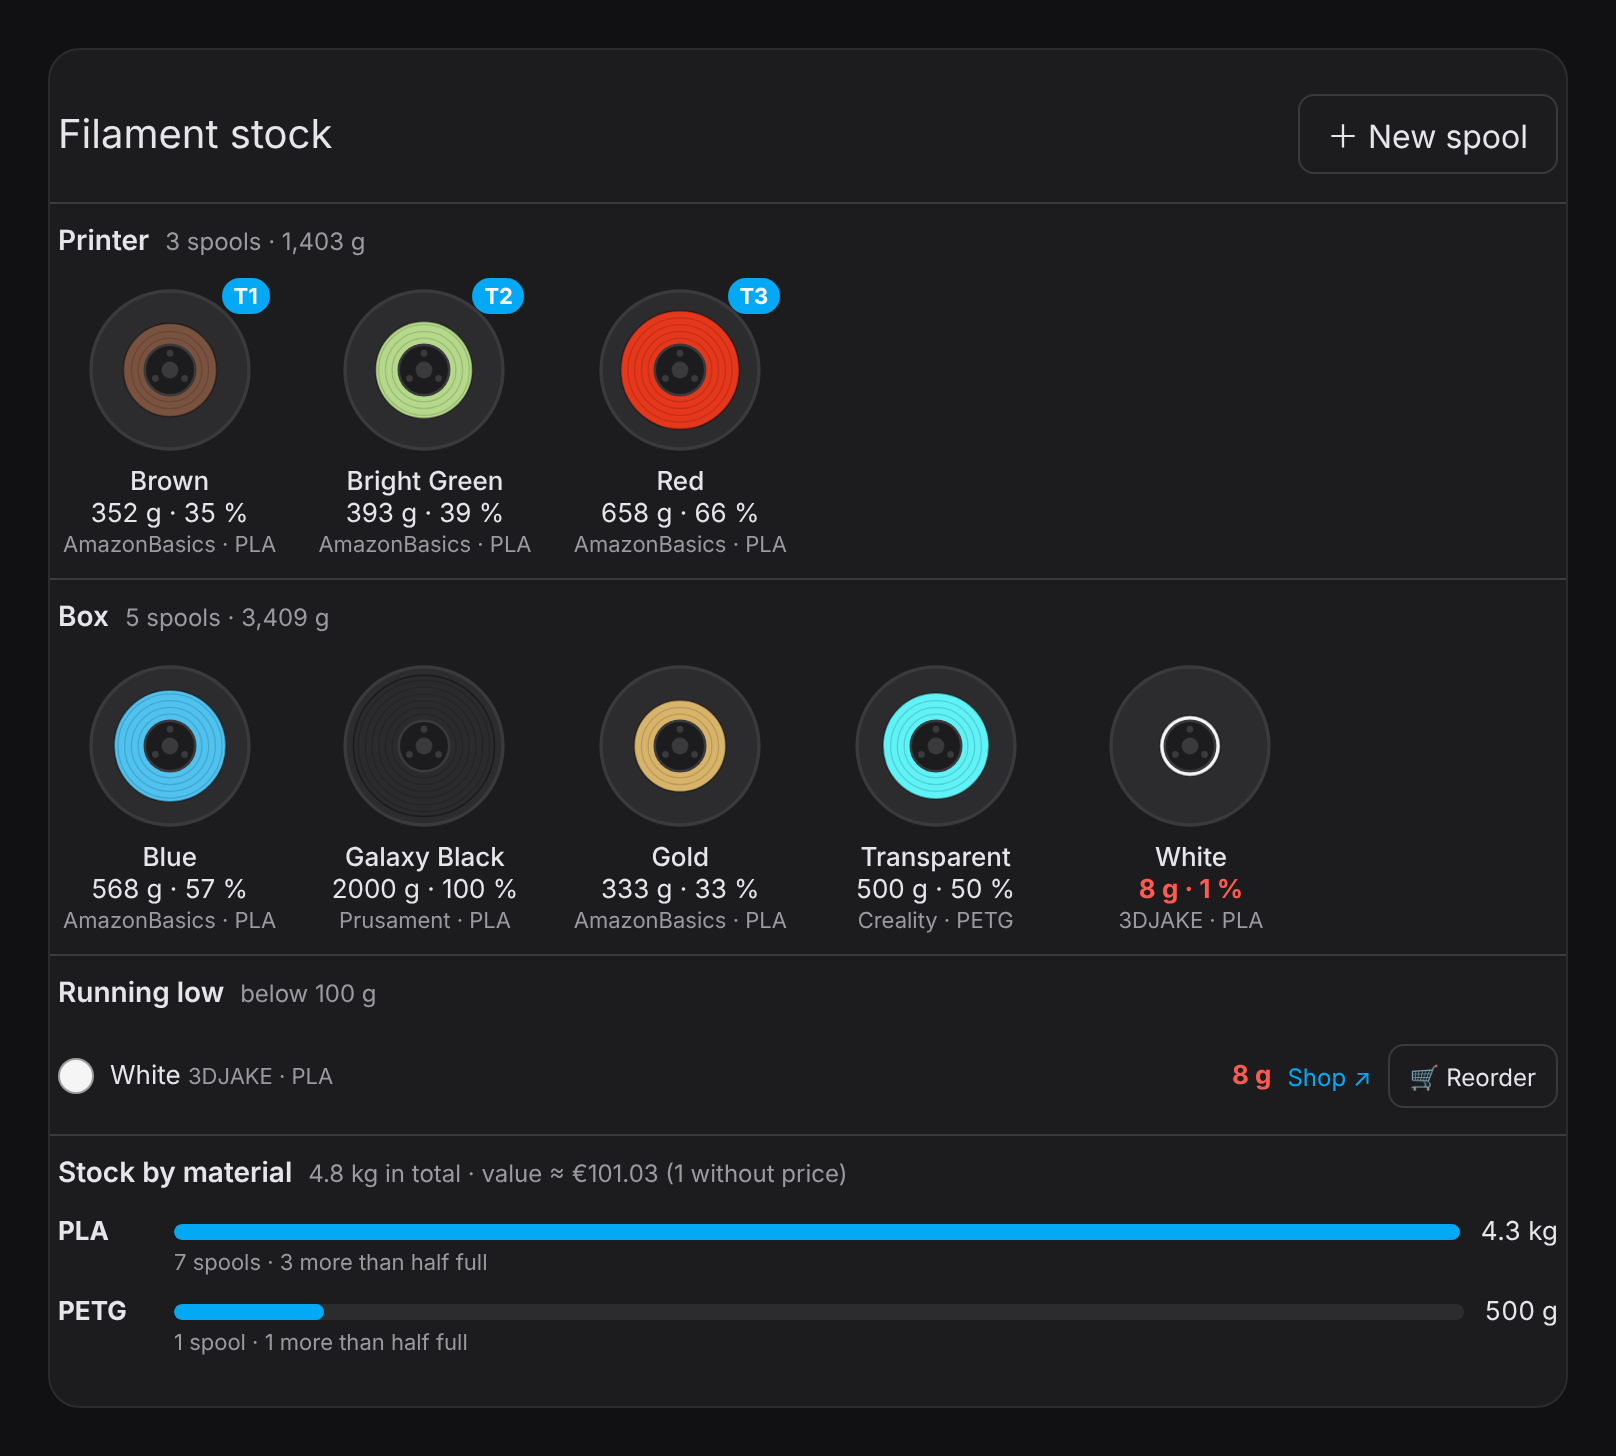 Filament stock
+ New spool
Printer 3 spools · 1,403 g
T1 T2 T3
Brown Bright Green Red
352 g · 35 % 393 g · 39 % 658 g · 66 %
AmazonBasics · PLA AmazonBasics · PLA AmazonBasics · PLA
Box 5 spools · 3,409 g
Blue Galaxy Black Gold Transparent White
568 g · 57 % 2000 g · 100 % 333 g · 33 % 500 g · 50 % 8 g · 1 %
AmazonBasics · PLA Prusament · PLA AmazonBasics · PLA Creality · PETG 3DJAKE · PLA
Running low below 100 g
White 3DJAKE · PLA 8 g Shop ↗ 🛒 Reorder
Stock by material 4.8 kg in total · value ≈ €101.03 (1 without price)
PLA 4.3 kg
7 spools · 3 more than half full
PETG 500 g
1 spool · 1 more than half full